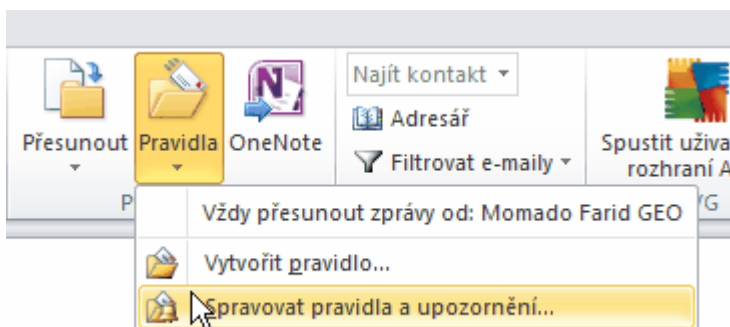 Najít kontakt
Adresář
Přesunout Pravidla OneNote
Filtrovat e-maily
Spustit
rozhraní
Vždy přesunout zprávy od: Momado Farid GEO
Vytvořit pravidlo...
Spravovat pravidla a upozornění...